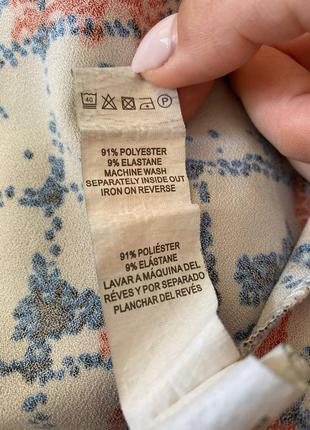 40 P
91% POLYESTER
9% ELASTANE
MACHINE WASH
SEPARATELY INSIDE OUT
IRON ON REVERSE
91% POLIÉSTER
9% ELÁSTANE
LAVAR A MÁQUINA DEL
RÉVES Y POR SEPARADO
PLANCHAR DEL REVÉS